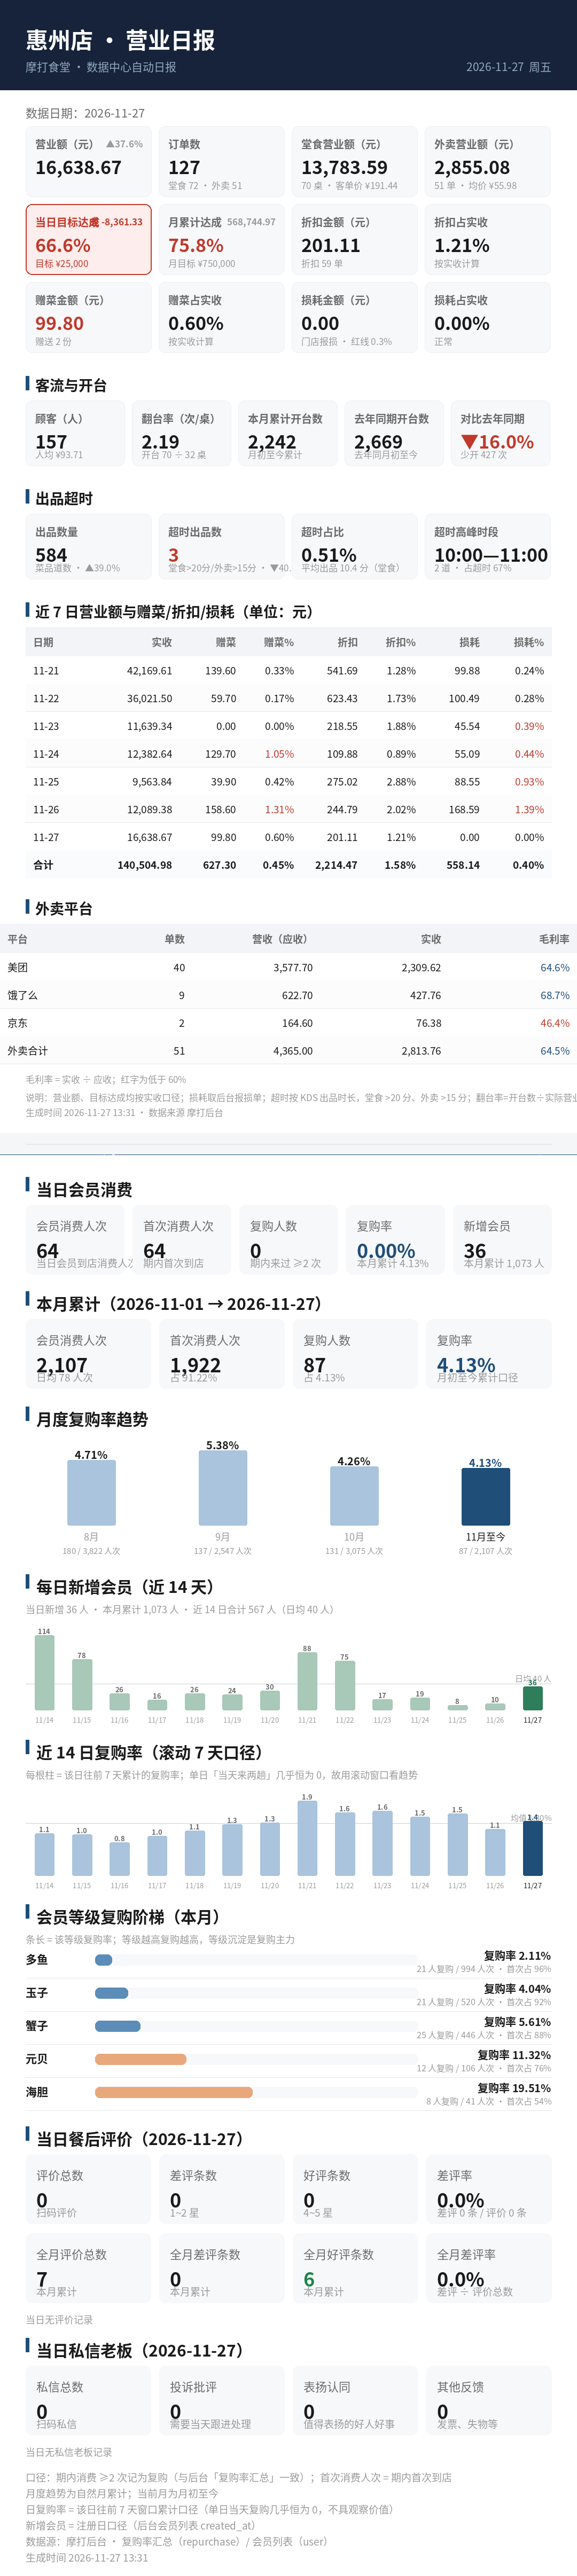 惠州店 · 营业日报
摩打食堂 · 数据中心自动日报
2026-11-27 周五
数据日期：2026-11-27
营业额（元） ▲37.6%
16,638.67
订单数
127
堂食 72 · 外卖 51
堂食营业额（元）
13,783.59
70 桌 · 客单价 ¥191.44
外卖营业额（元）
2,855.08
51 单 · 均价 ¥55.98
当日目标达成 -8,361.33
66.6%
目标 ¥25,000
月累计达成 568,744.97
75.8%
月目标 ¥750,000
折扣金额（元）
201.11
折扣 59 单
折扣占实收
1.21%
按实收计算
赠菜金额（元）
99.80
赠送 2 份
赠菜占实收
0.60%
按实收计算
损耗金额（元）
0.00
门店报损 · 红线 0.3%
损耗占实收
0.00%
正常
客流与开台
顾客（人）
157
人均 ¥93.71
翻台率（次/桌）
2.19
开台 70 ÷ 32 桌
本月累计开台数
2,242
月初至今累计
去年同期开台数
2,669
去年同月初至今
对比去年同期
▼16.0%
少开 427 次
出品超时
出品数量
584
菜品道数 · ▲39.0%
超时出品数
3
堂食>20分/外卖>15分 · ▼40.
超时占比
0.51%
平均出品 10.4 分（堂食）
超时高峰时段
10:00—11:00
2 道 · 占超时 67%
近 7 日营业额与赠菜/折扣/损耗（单位：元）
日期 实收 赠菜 赠菜% 折扣 折扣% 损耗 损耗%
11-21 42,169.61 139.60 0.33% 541.69 1.28% 99.88 0.24%
11-22 36,021.50 59.70 0.17% 623.43 1.73% 100.49 0.28%
11-23 11,639.34 0.00 0.00% 218.55 1.88% 45.54 0.39%
11-24 12,382.64 129.70 1.05% 109.88 0.89% 55.09 0.44%
11-25 9,563.84 39.90 0.42% 275.02 2.88% 88.55 0.93%
11-26 12,089.38 158.60 1.31% 244.79 2.02% 168.59 1.39%
11-27 16,638.67 99.80 0.60% 201.11 1.21% 0.00 0.00%
合计 140,504.98 627.30 0.45% 2,214.47 1.58% 558.14 0.40%
外卖平台
平台 单数 营收（应收） 实收 毛利率
美团 40 3,577.70 2,309.62 64.6%
饿了么 9 622.70 427.76 68.7%
京东 2 164.60 76.38 46.4%
外卖合计 51 4,365.00 2,813.76 64.5%
毛利率 = 实收 ÷ 应收；红字为低于 60%
说明：营业额、目标达成均按实收口径；损耗取后台报损单；超时按 KDS 出品时长，堂食 >20 分、外卖 >15 分；翻台率=开台数÷实际营业
生成时间 2026-11-27 13:31 · 数据来源 摩打后台
当日会员消费
会员消费人次
64
当日会员到店消费人次
首次消费人次
64
期内首次到店
复购人数
0
期内来过 ≥2 次
复购率
0.00%
本月累计 4.13%
新增会员
36
本月累计 1,073 人
本月累计（2026-11-01 → 2026-11-27）
会员消费人次
2,107
日均 78 人次
首次消费人次
1,922
占 91.22%
复购人数
87
占 4.13%
复购率
4.13%
月初至今累计口径
月度复购率趋势
4.71% 5.38% 4.26% 4.13%
8月 9月 10月 11月至今
180 / 3,822 人次 137 / 2,547 人次 131 / 3,075 人次 87 / 2,107 人次
每日新增会员（近 14 天）
当日新增 36 人 · 本月累计 1,073 人 · 近 14 日合计 567 人（日均 40 人）
日均 40 人
114 78 26 16 26 24 30 88 75 17 19 8 10 36
11/14 11/15 11/16 11/17 11/18 11/19 11/20 11/21 11/22 11/23 11/24 11/25 11/26 11/27
近 14 日复购率（滚动 7 天口径）
每根柱 = 该日往前 7 天累计的复购率；单日「当天来两趟」几乎恒为 0，故用滚动窗口看趋势
1.1 1.0 0.8 1.0 1.1 1.3 1.3 1.9 1.6 1.6 1.5 1.5 1.1 1.4
11/14 11/15 11/16 11/17 11/18 11/19 11/20 11/21 11/22 11/23 11/24 11/25 11/26 11/27
会员等级复购阶梯（本月）
条长 = 该等级复购率；等级越高复购越高，等级沉淀是复购主力
多鱼 复购率 2.11%
21 人复购 / 994 人次 · 首次占 96%
玉子 复购率 4.04%
21 人复购 / 520 人次 · 首次占 92%
蟹子 复购率 5.61%
25 人复购 / 446 人次 · 首次占 88%
元贝 复购率 11.32%
12 人复购 / 106 人次 · 首次占 76%
海胆 复购率 19.51%
8 人复购 / 41 人次 · 首次占 54%
当日餐后评价（2026-11-27）
评价总数
0
扫码评价
差评条数
0
1~2 星
好评条数
0
4~5 星
差评率
0.0%
差评 0 条 / 评价 0 条
全月评价总数
7
本月累计
全月差评条数
0
本月累计
全月好评条数
6
本月累计
全月差评率
0.0%
差评 ÷ 评价总数
当日无评价记录
当日私信老板（2026-11-27）
私信总数
0
扫码私信
投诉批评
0
需要当天跟进处理
表扬认同
0
值得表扬的好人好事
其他反馈
0
发票、失物等
当日无私信老板记录
口径：期内消费 ≥2 次记为复购（与后台「复购率汇总」一致）；首次消费人次 = 期内首次到店
月度趋势为自然月累计；当前月为月初至今
日复购率 = 该日往前 7 天窗口累计口径（单日当天复购几乎恒为 0，不具观察价值）
新增会员 = 注册日口径（后台会员列表 created_at）
数据源：摩打后台 · 复购率汇总（repurchase）/ 会员列表（user）
生成时间 2026-11-27 13:31